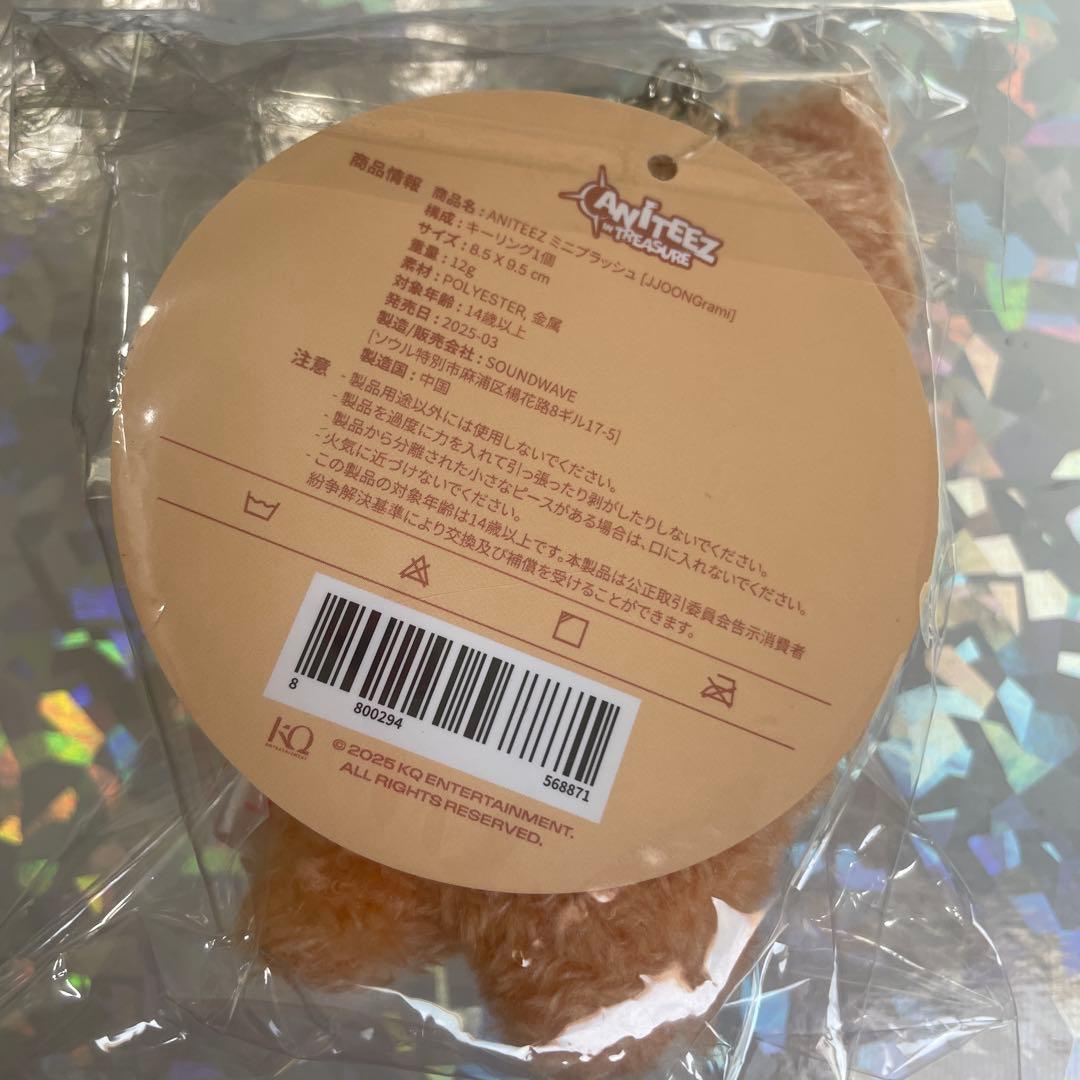 ANITEEZ
IN TREASURE
商品情報
商品名 : ANITEEZ ミニプラッシュ [JJOONGrami]
構成 : キーリング1個
サイズ : 8.5 X 9.5 cm
重量 : 12g
素材 : POLYESTER, 金属
対象年齢 : 14歳以上
発売日 : 2025-03
製造/販売会社 : SOUNDWAVE
[ソウル特別市麻浦区楊花路8ギル17-5]
製造国 : 中国
注意
- 製品用途以外には使用しないでください。
- 製品を過度に力を入れて引っ張ったり剥がしたりしないでください。
- 製品から分離された小さなピースがある場合は、口に入れないでください。
- 火気に近づけないでください。
- この製品の対象年齢は14歳以上です。本製品は公正取引委員会告示消費者
紛争解決基準により交換及び補償を受けることができます。
8 800294 568871
KQ
ENTERTAINMENT
© 2025 KQ ENTERTAINMENT.
ALL RIGHTS RESERVED.